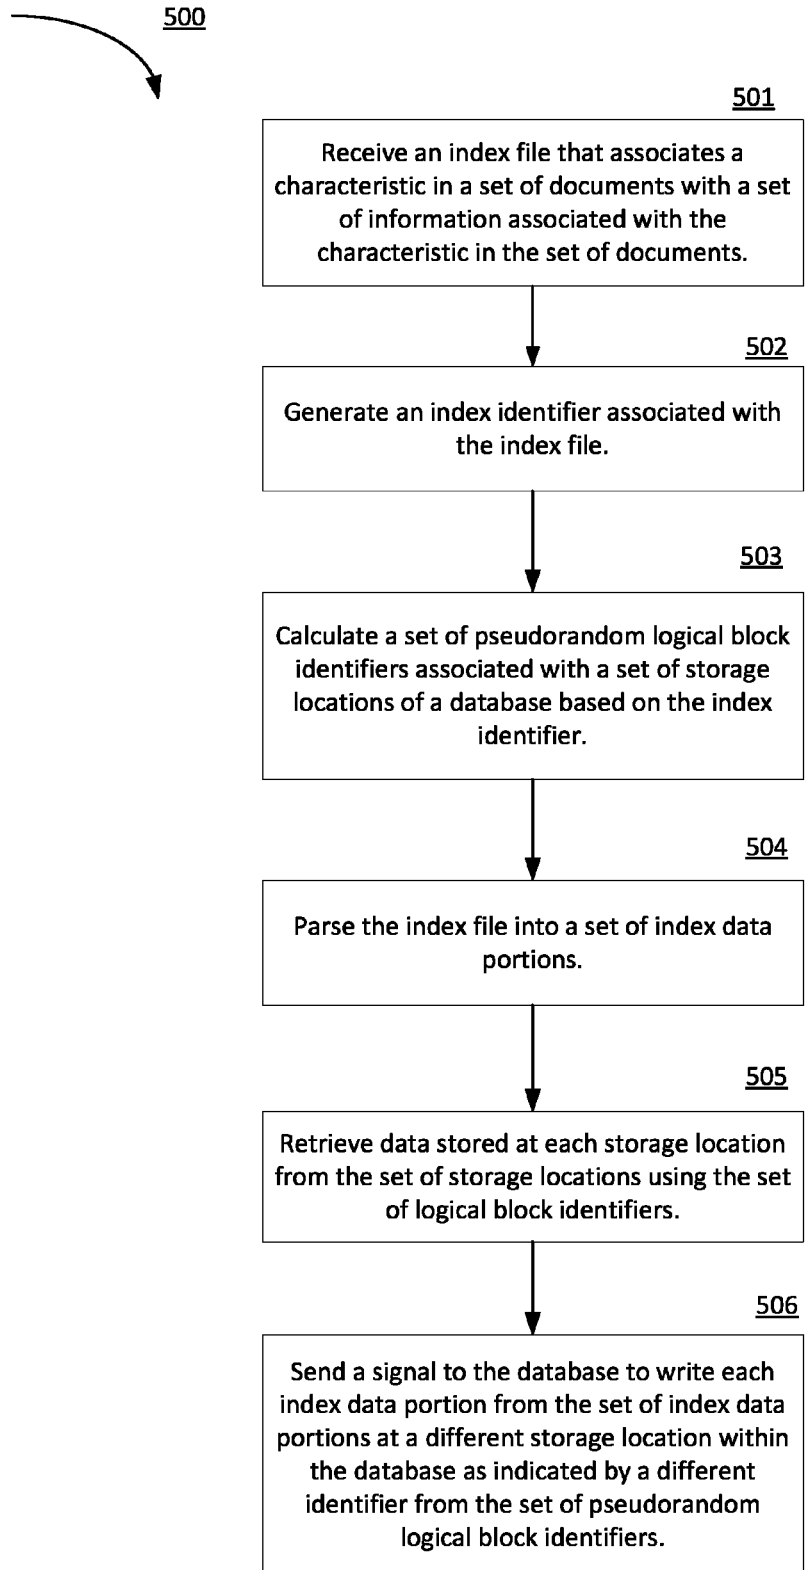 500
501
Receive an index file that associates a
characteristic in a set of documents with a set
of information associated with the
characteristic in the set of documents.
502
Generate an index identifier associated with
the index file.
503
Calculate a set of pseudorandom logical block
identifiers associated with a set of storage
locations of a database based on the index
identifier.
504
Parse the index file into a set of index data
portions.
505
Retrieve data stored at each storage location
from the set of storage locations using the set
of logical block identifiers.
506
Send a signal to the database to write each
index data portion from the set of index data
portions at a different storage location within
the database as indicated by a different
identifier from the set of pseudorandom
logical block identifiers.